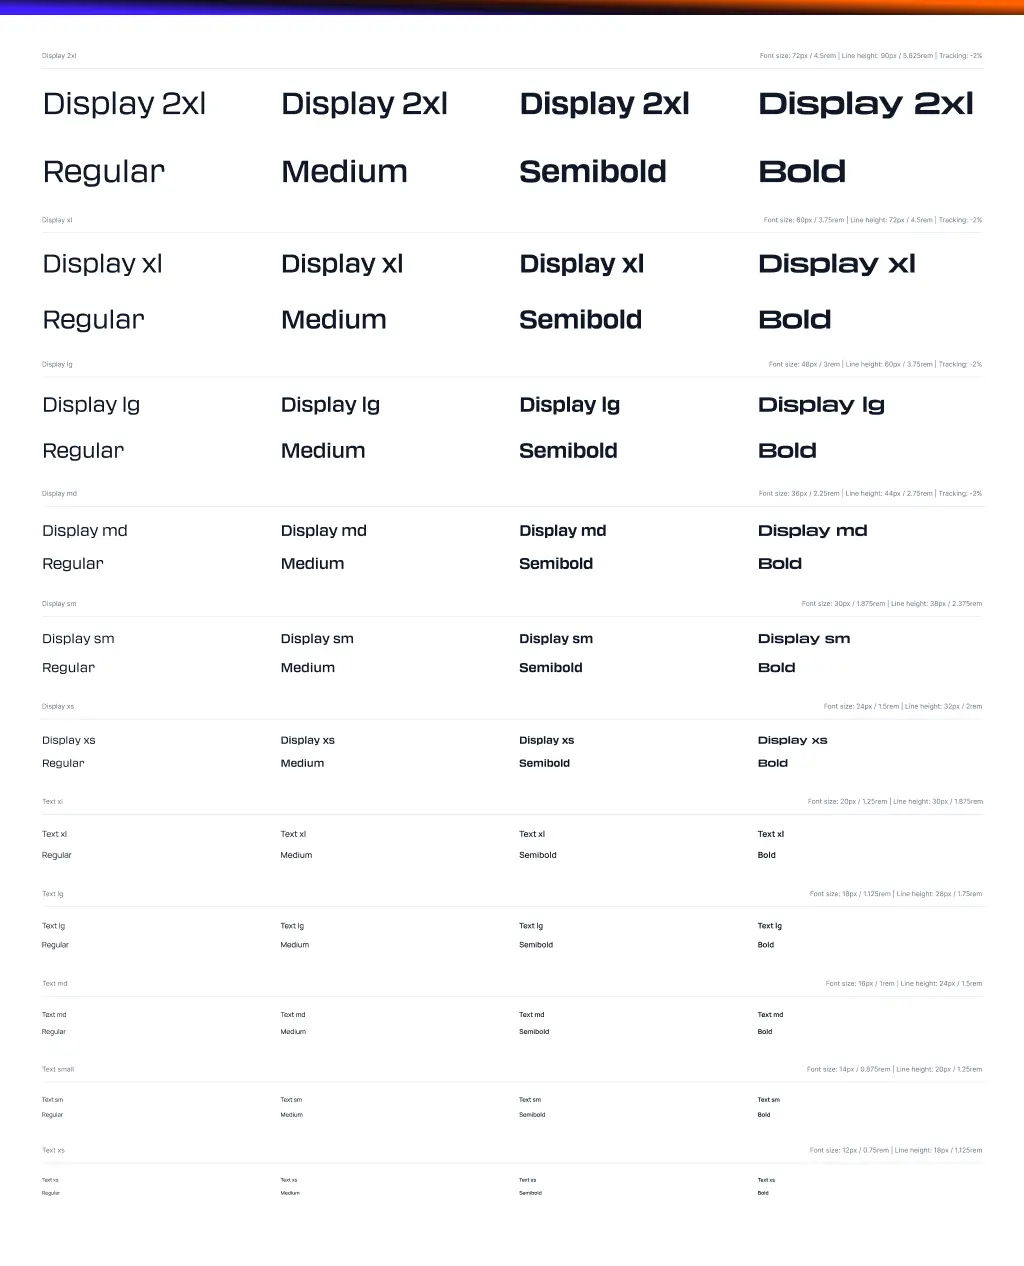 Display 2xl Font size: 72px / 4.5rem | Line height: 90px / 5.625rem | Tracking: -2%
Display 2xl Display 2xl Display 2xl Display 2xl
Regular Medium Semibold Bold
Display xl Font size: 60px / 3.75rem | Line height: 72px / 4.5rem | Tracking: -2%
Display xl Display xl Display xl Display xl
Regular Medium Semibold Bold
Display lg Font size: 48px / 3rem | Line height: 60px / 3.75rem | Tracking: -2%
Display lg Display lg Display lg Display lg
Regular Medium Semibold Bold
Display md Font size: 36px / 2.25rem | Line height: 44px / 2.75rem | Tracking: -2%
Display md Display md Display md Display md
Regular Medium Semibold Bold
Display sm Font size: 30px / 1.875rem | Line height: 38px / 2.375rem
Display sm Display sm Display sm Display sm
Regular Medium Semibold Bold
Display xs Font size: 24px / 1.5rem | Line height: 32px / 2rem
Display xs Display xs Display xs Display xs
Regular Medium Semibold Bold
Text xl Font size: 20px / 1.25rem | Line height: 30px / 1.875rem
Text xl Text xl Text xl Text xl
Regular Medium Semibold Bold
Text lg Font size: 18px / 1.125rem | Line height: 28px / 1.75rem
Text lg Text lg Text lg Text lg
Regular Medium Semibold Bold
Text md Font size: 16px / 1rem | Line height: 24px / 1.5rem
Text md Text md Text md Text md
Regular Medium Semibold Bold
Text small Font size: 14px / 0.875rem | Line height: 20px / 1.25rem
Text sm Text sm Text sm Text sm
Regular Medium Semibold Bold
Text xs Font size: 12px / 0.75rem | Line height: 18px / 1.125rem
Text xs Text xs Text xs Text xs
Regular Medium Semibold Bold